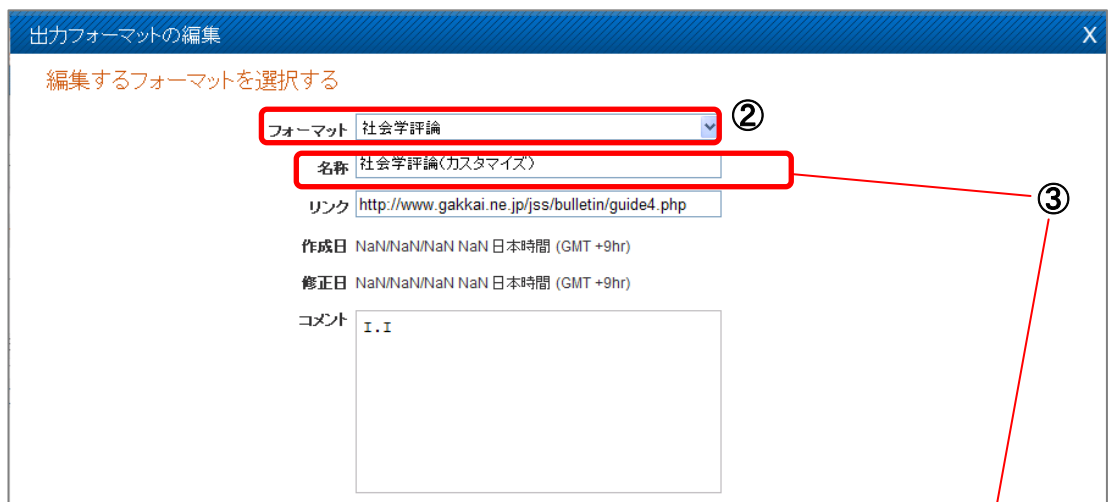 出力フォーマットの編集 X
編集するフォーマットを選択する
フォーマット 社会学評論 ②
名称 社会学評論(カスタマイズ)
リンク http://www.gakkai.ne.jp/jss/bulletin/guide4.php ③
作成日 NaN/NaN/NaN NaN 日本時間 (GMT +9hr)
修正日 NaN/NaN/NaN NaN 日本時間 (GMT +9hr)
コメント I.I